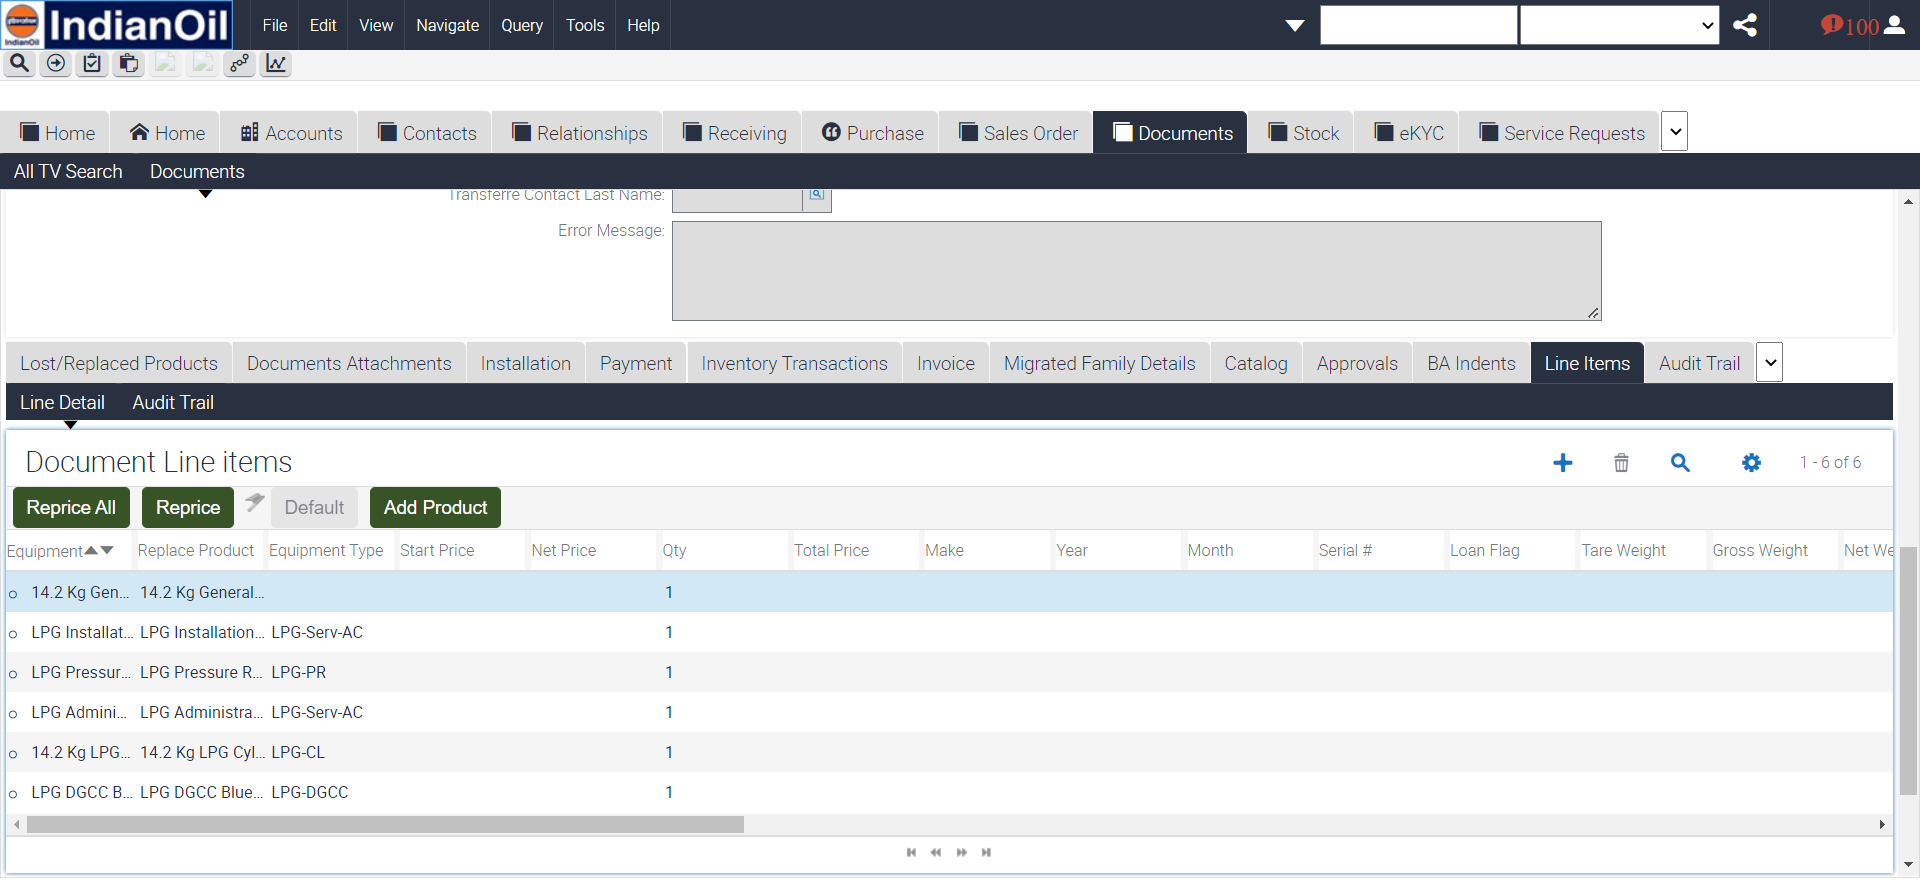 IndianOil
File Edit View Navigate Query Tools Help
100
Home Home Accounts Contacts Relationships Receiving Purchase Sales Order Documents Stock eKYC Service Requests
All TV Search Documents
Transferre Contact Last Name:
Error Message:
Lost/Replaced Products Documents Attachments Installation Payment Inventory Transactions Invoice Migrated Family Details Catalog Approvals BA Indents Line Items Audit Trail
Line Detail Audit Trail
Document Line items
1 - 6 of 6
Reprice All Reprice Default Add Product
Equipment Replace Product Equipment Type Start Price Net Price Qty Total Price Make Year Month Serial # Loan Flag Tare Weight Gross Weight Net We
14.2 Kg Gen... 14.2 Kg General... 1
LPG Installat... LPG Installation... LPG-Serv-AC 1
LPG Pressur... LPG Pressure R... LPG-PR 1
LPG Admini... LPG Administra... LPG-Serv-AC 1
14.2 Kg LPG... 14.2 Kg LPG Cyl... LPG-CL 1
LPG DGCC B... LPG DGCC Blue... LPG-DGCC 1